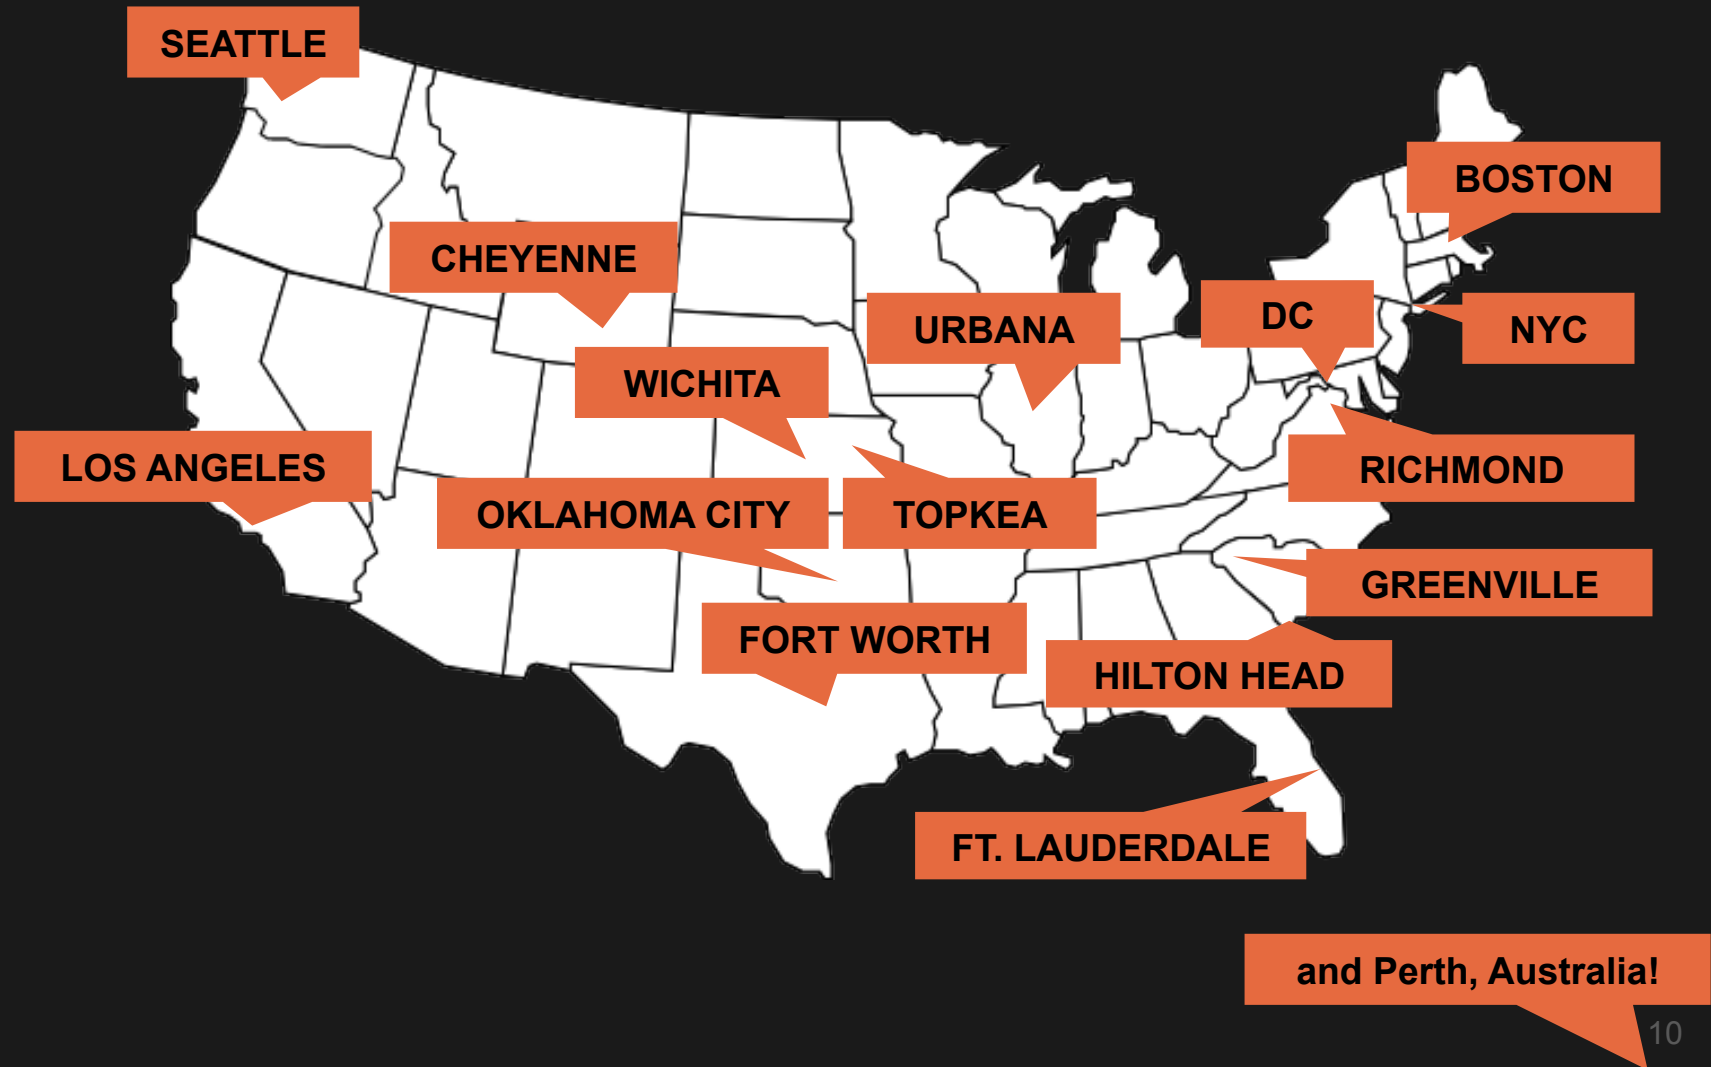 SEATTLE
BOSTON
CHEYENNE
DC
URBANA
NYC
WICHITA
LOS ANGELES
RICHMOND
OKLAHOMA CITY
TOPKEA
GREENVILLE
FORT WORTH
HILTON HEAD
FT. LAUDERDALE
and Perth, Australia!
10